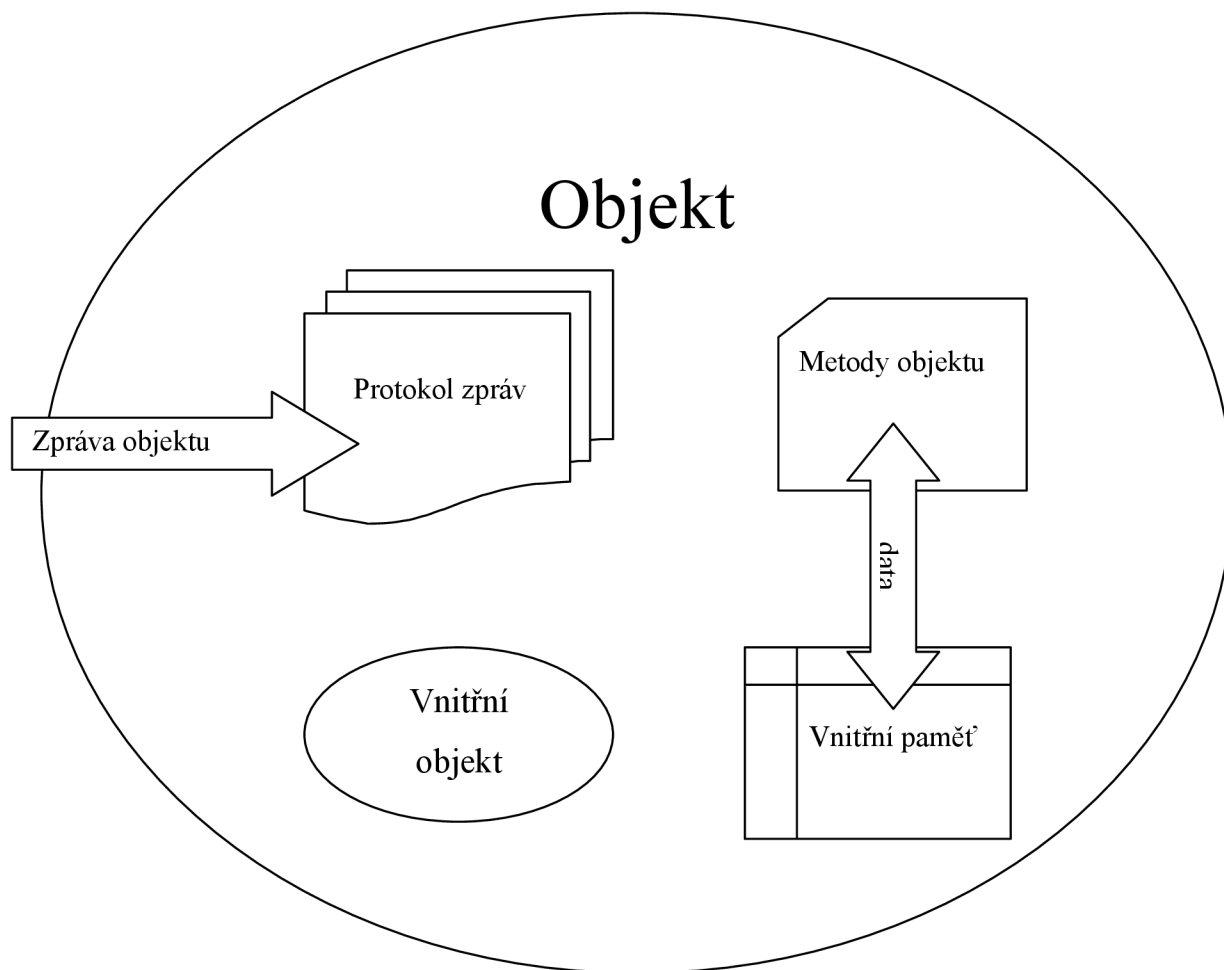 Objekt
Protokol zpráv
Metody objektu
Zpráva objektu
data
Vnitřní
objekt
Vnitřní paměť